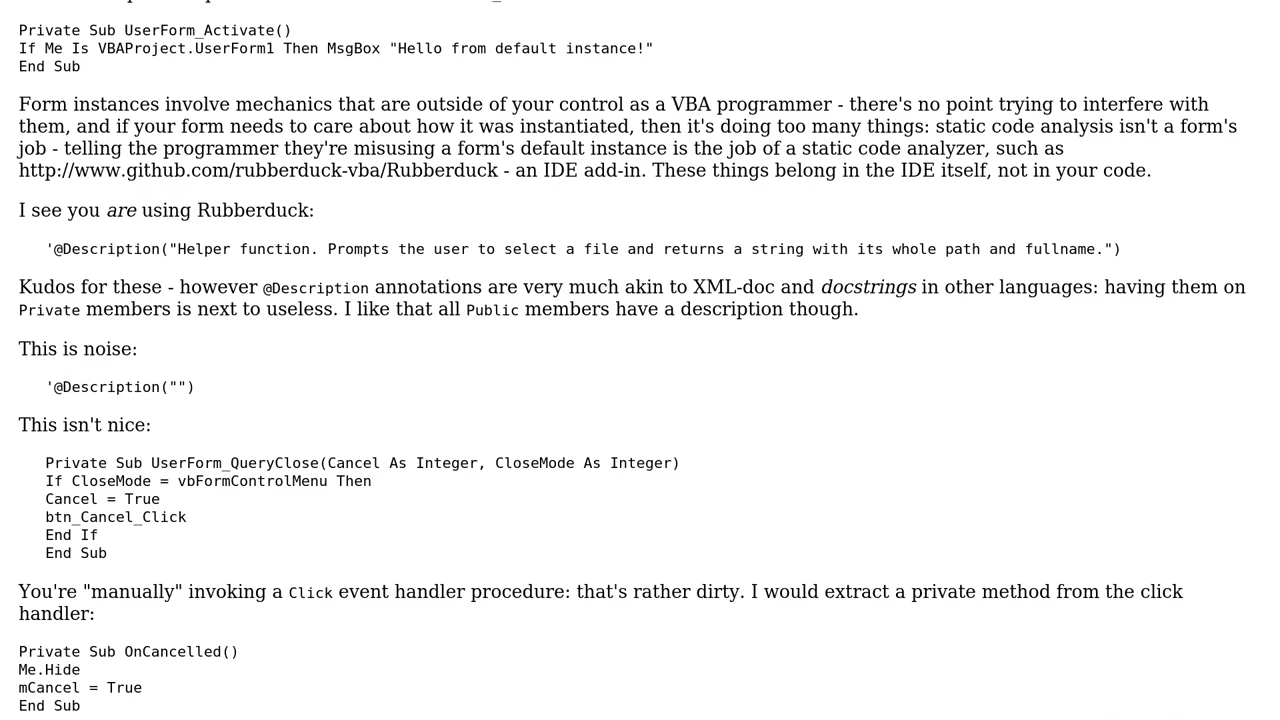 Private Sub UserForm_Activate()
If Me Is VBAProject.UserForm1 Then MsgBox "Hello from default instance!"
End Sub
Form instances involve mechanics that are outside of your control as a VBA programmer - there's no point trying to interfere with
them, and if your form needs to care about how it was instantiated, then it's doing too many things: static code analysis isn't a form's
job - telling the programmer they're misusing a form's default instance is the job of a static code analyzer, such as
http://www.github.com/rubberduck-vba/Rubberduck - an IDE add-in. These things belong in the IDE itself, not in your code.
I see you are using Rubberduck:
'@Description("Helper function. Prompts the user to select a file and returns a string with its whole path and fullname.")
Kudos for these - however @Description annotations are very much akin to XML-doc and docstrings in other languages: having them on
Private members is next to useless. I like that all Public members have a description though.
This is noise:
'@Description("")
This isn't nice:
Private Sub UserForm_QueryClose(Cancel As Integer, CloseMode As Integer)
If CloseMode = vbFormControlMenu Then
Cancel = True
btn_Cancel_Click
End If
End Sub
You're "manually" invoking a Click event handler procedure: that's rather dirty. I would extract a private method from the click
handler:
Private Sub OnCancelled()
Me.Hide
mCancel = True
End Sub